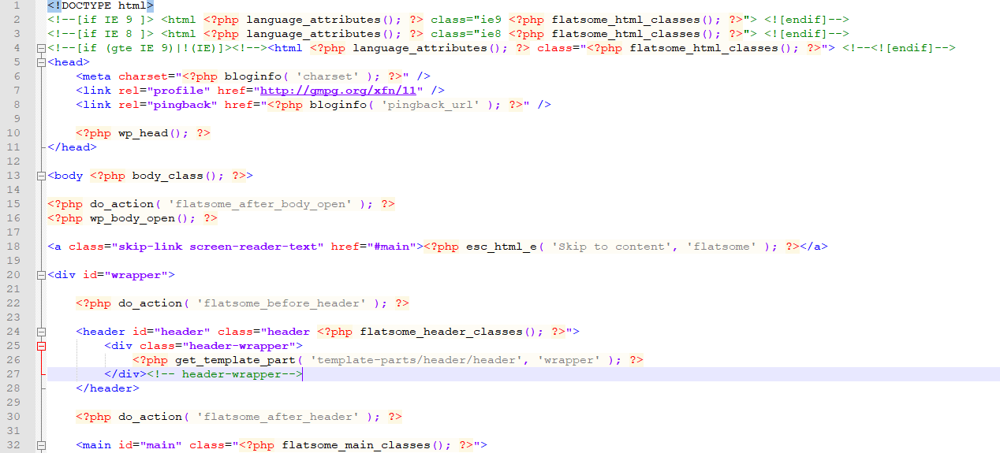 1 <!DOCTYPE html>
2 <!--[if IE 9 ]> <html <?php language_attributes(); ?> class="ie9 <?php flatsome_html_classes(); ?>"> <![endif]-->
3 <!--[if IE 8 ]> <html <?php language_attributes(); ?> class="ie8 <?php flatsome_html_classes(); ?>"> <![endif]-->
4 <!--[if (gte IE 9)|!(IE)]><!--><html <?php language_attributes(); ?> class="<?php flatsome_html_classes(); ?>"> <!--<![endif]-->
5 <head>
6     <meta charset="<?php bloginfo( 'charset' ); ?>" />
7     <link rel="profile" href="http://gmpg.org/xfn/11" />
8     <link rel="pingback" href="<?php bloginfo( 'pingback_url' ); ?>" />
9
10     <?php wp_head(); ?>
11 </head>
12
13 <body <?php body_class(); ?>>
14
15 <?php do_action( 'flatsome_after_body_open' ); ?>
16 <?php wp_body_open(); ?>
17
18 <a class="skip-link screen-reader-text" href="#main"><?php esc_html_e( 'Skip to content', 'flatsome' ); ?></a>
19
20 <div id="wrapper">
21
22     <?php do_action( 'flatsome_before_header' ); ?>
23
24     <header id="header" class="header <?php flatsome_header_classes(); ?>">
25         <div class="header-wrapper">
26             <?php get_template_part( 'template-parts/header/header', 'wrapper' ); ?>
27         </div><!-- header-wrapper-->
28     </header>
29
30     <?php do_action( 'flatsome_after_header' ); ?>
31
32     <main id="main" class="<?php flatsome_main_classes(); ?>">